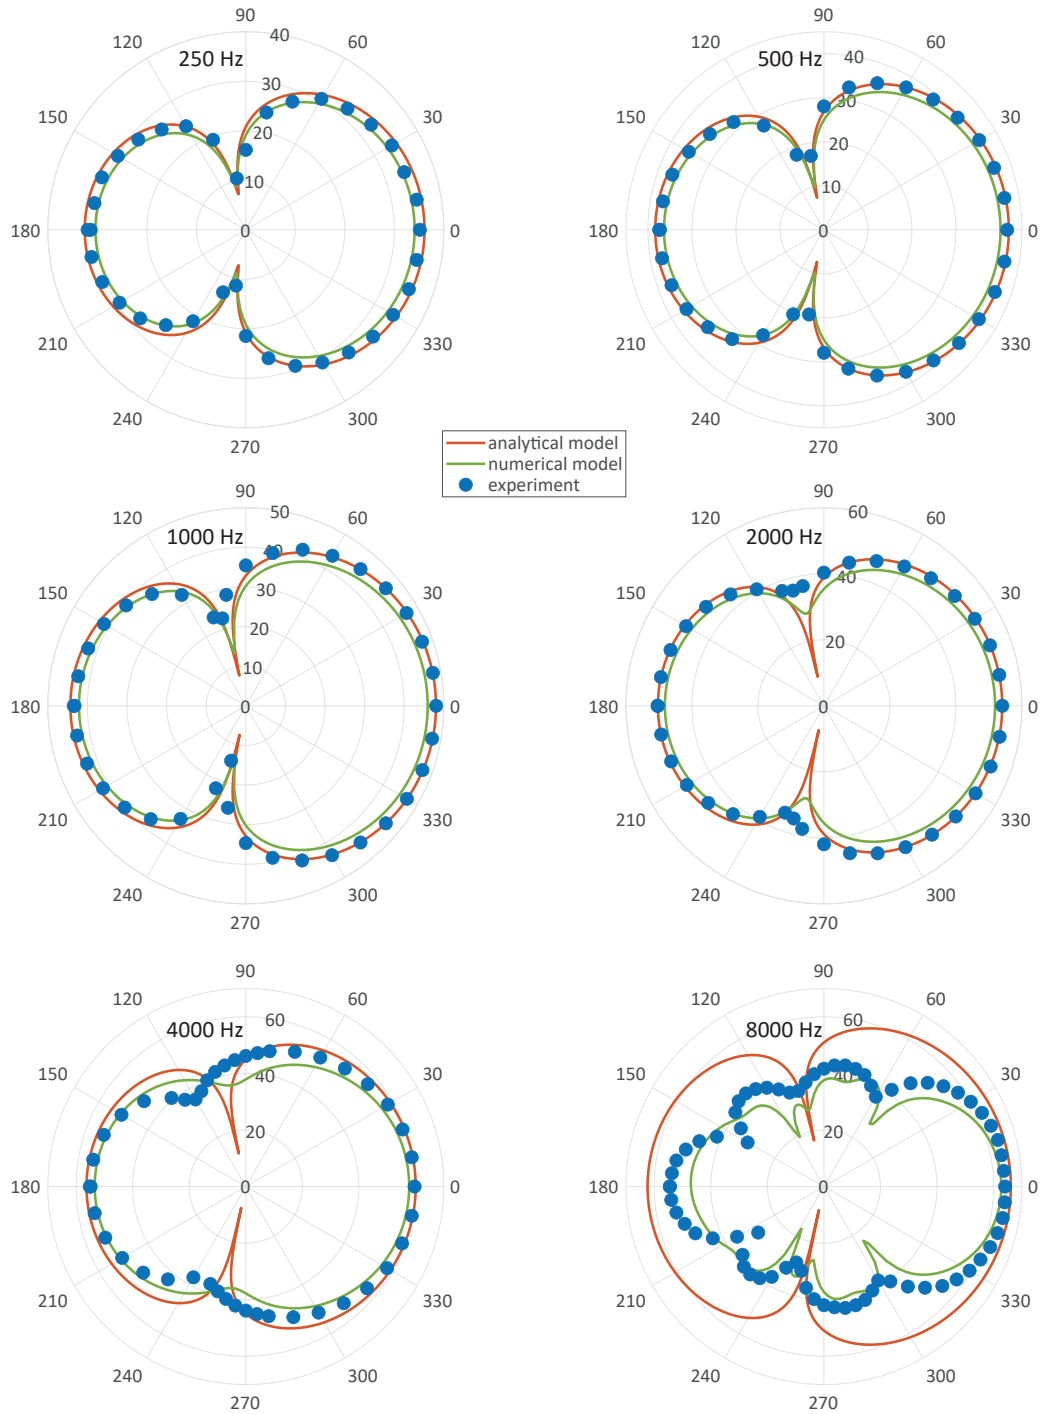 90 90
120 40 60 120 40 60
250 Hz 500 Hz
30 30
150 30 150 30
20 20
10 10
180 0 0 180 0 0
210 330 210 330
240 300 240 300
270 270
analytical model
numerical model
experiment
90 90
120 50 60 120 60 60
1000 Hz 40 2000 Hz
40
150 30 30 150 30
20 20
10
180 0 0 180 0 0
210 330 210 330
240 300 240 300
270 270
90 90
120 60 120 60
4000 Hz 60 8000 Hz 60
150 40 30 150 40 30
20 20
180 0 0 180 0 0
210 330 210 330
240 300 240 300
270 270